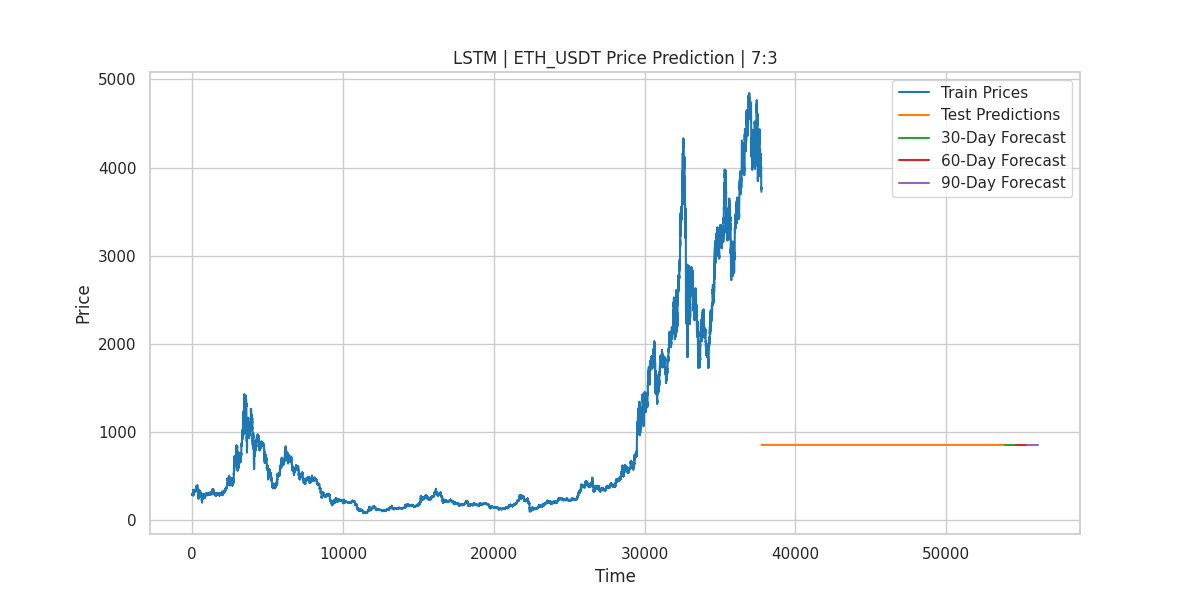 LSTM | ETH_USDT Price Prediction | 7:3
Train Prices
Test Predictions
30-Day Forecast
60-Day Forecast
90-Day Forecast
Price
5000
4000
3000
2000
1000
0
0 10000 20000 30000 40000 50000
Time